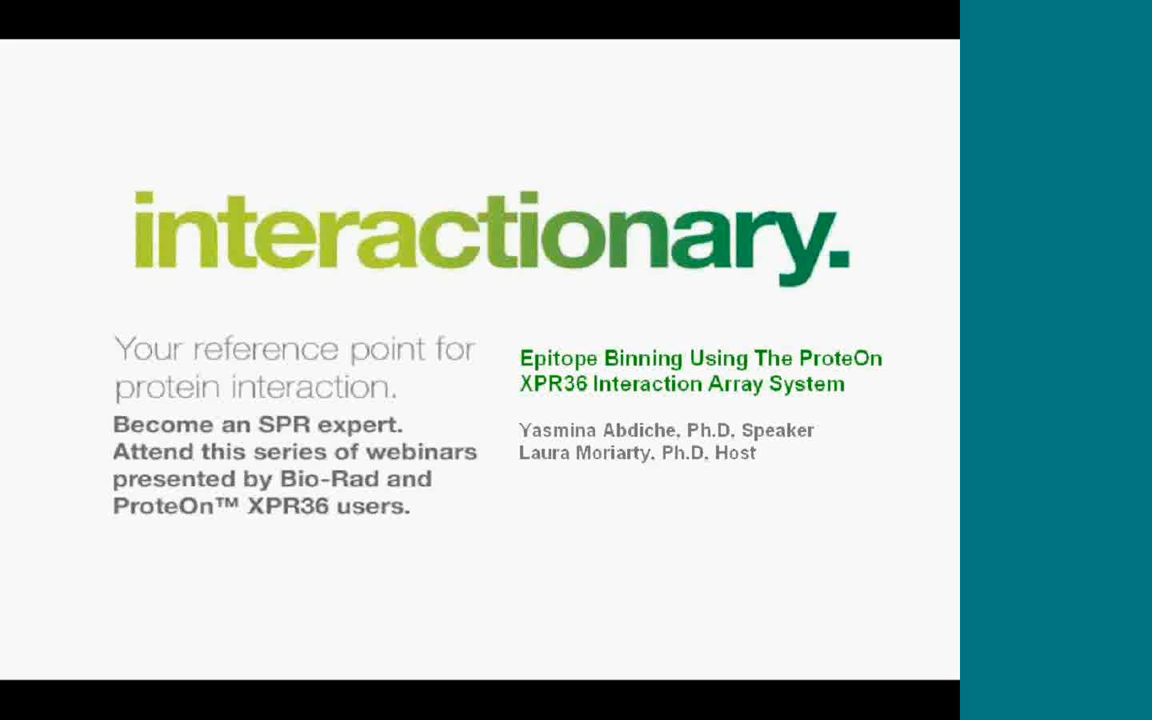 interactionary.
Your reference point for
protein interaction.
Become an SPR expert.
Attend this series of webinars
presented by Bio-Rad and
ProteOn™ XPR36 users.
Epitope Binning Using The ProteOn
XPR36 Interaction Array System
Yasmina Abdiche, Ph.D, Speaker
Laura Moriarty, Ph.D, Host